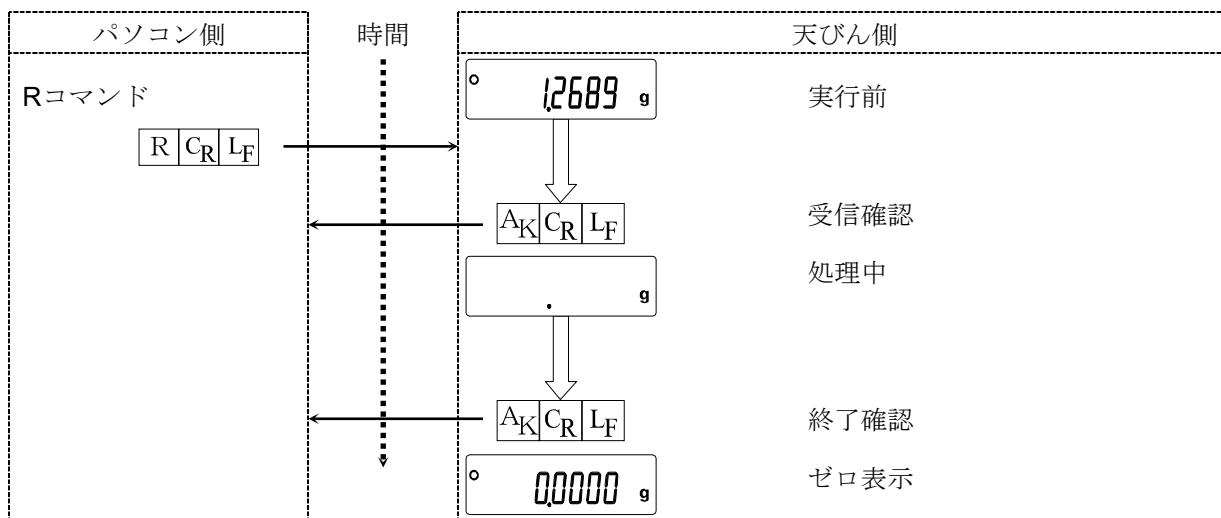 パソコン側 時間 天びん側
1.2689 g
Rコマンド 実行前
R CR LF
受信確認
AK CR LF
処理中
. g
AK CR LF 終了確認
ゼロ表示
0.0000 g